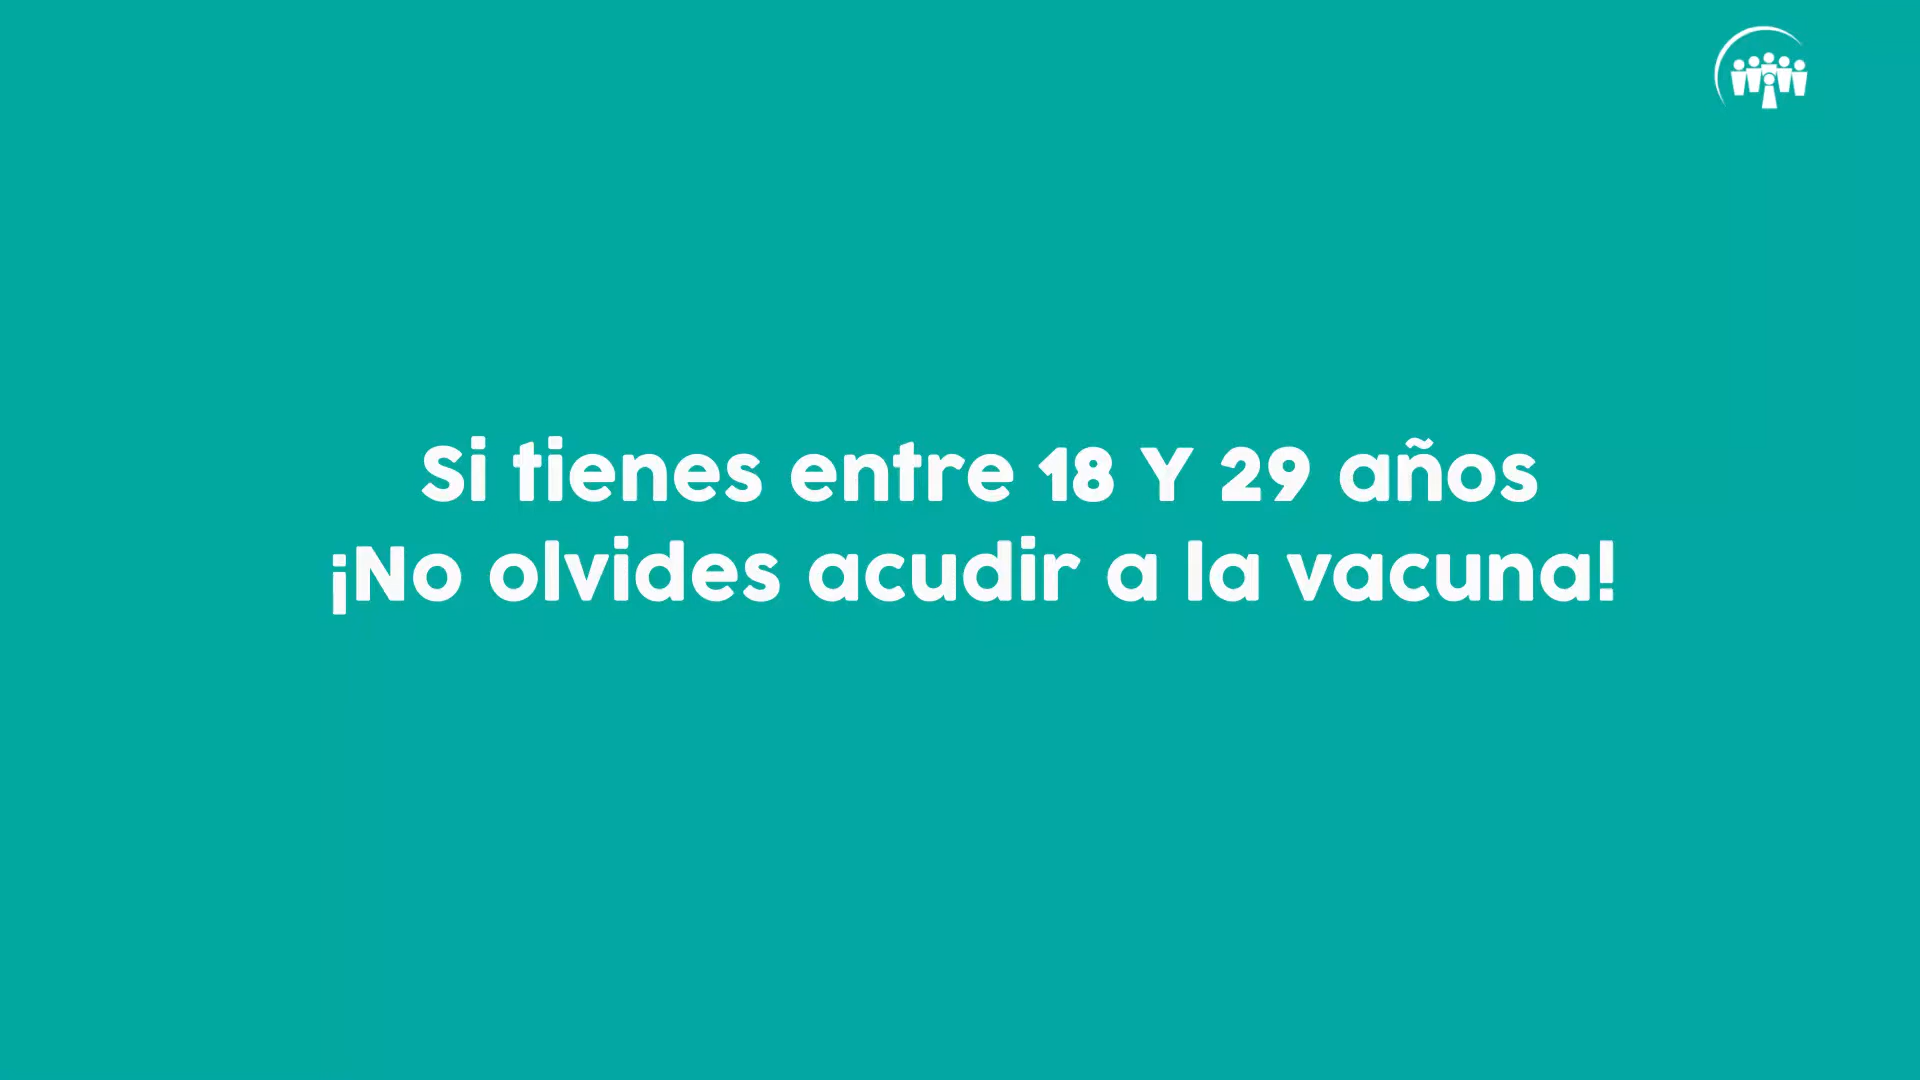 Si tienes entre 18 Y 29 años
¡No olvides acudir a la vacuna!